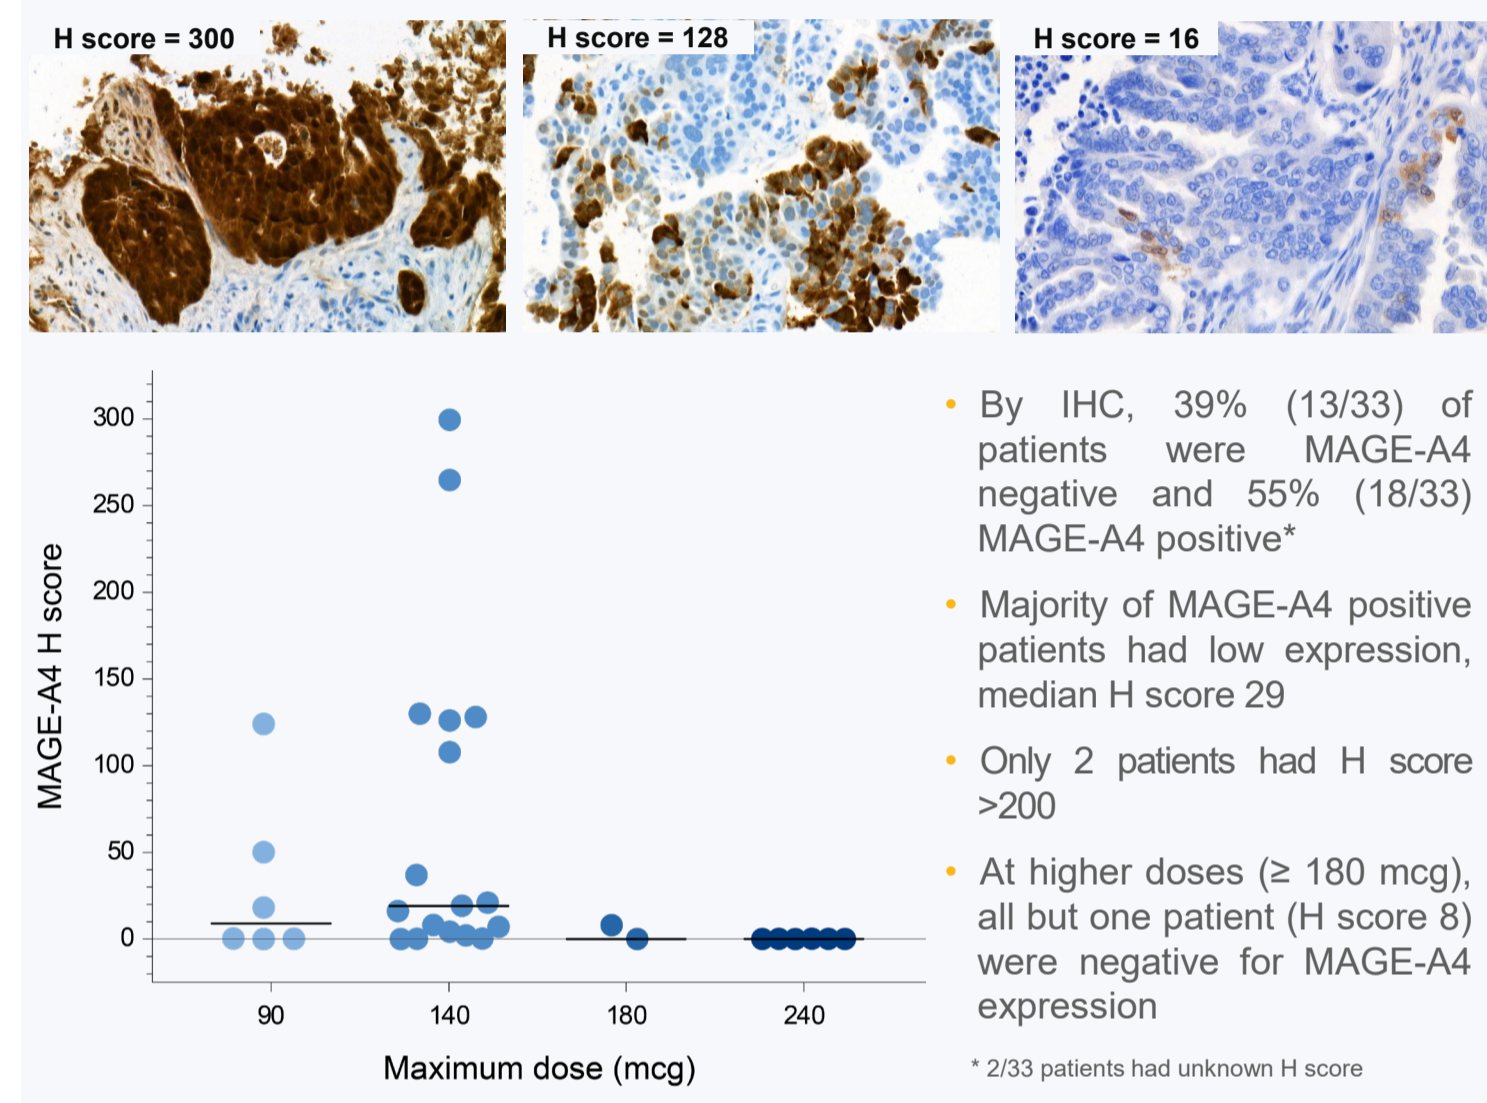 H score = 300
H score = 128
H score = 16
MAGE-A4 H score
300
250
200
150
100
50
0
90
140
180
240
Maximum dose (mcg)
• By IHC, 39% (13/33) of
patients were MAGE-A4
negative and 55% (18/33)
MAGE-A4 positive*
• Majority of MAGE-A4 positive
patients had low expression,
median H score 29
• Only 2 patients had H score
>200
• At higher doses (≥ 180 mcg),
all but one patient (H score 8)
were negative for MAGE-A4
expression
* 2/33 patients had unknown H score